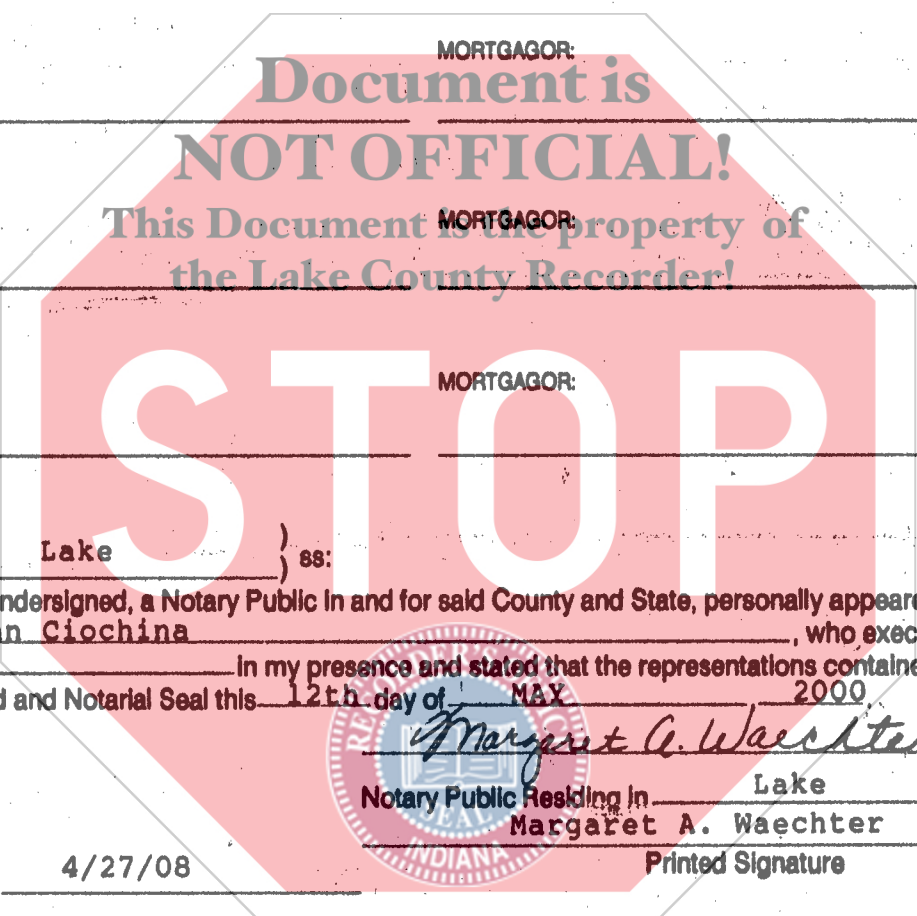 MORTGAGOR:
Document is
NOT OFFICIAL!
MORTGAGOR:
This Document is the property of
the Lake County Recorder!
STOP
MORTGAGOR:
Lake ) ss:
)
ndersigned, a Notary Public in and for said County and State, personally appeare
n Ciochina , who exec
in my presence and stated that the representations containe
d and Notarial Seal this 12th day of MAY , 2000
Margaret A. Waechter
Notary Public Residing in Lake
Margaret A. Waechter
4/27/08 Printed Signature
SEAL
INDIANA